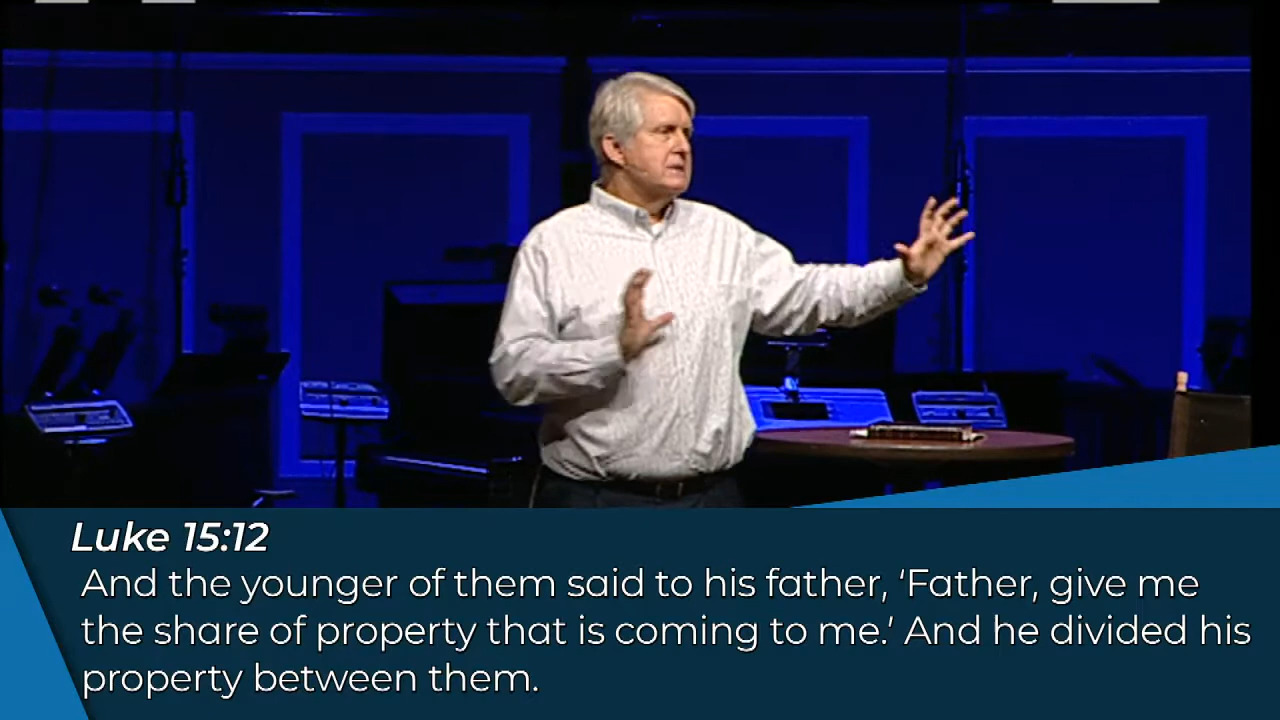 Luke 15:12
And the younger of them said to his father, ‘Father, give me
the share of property that is coming to me.’ And he divided his
property between them.